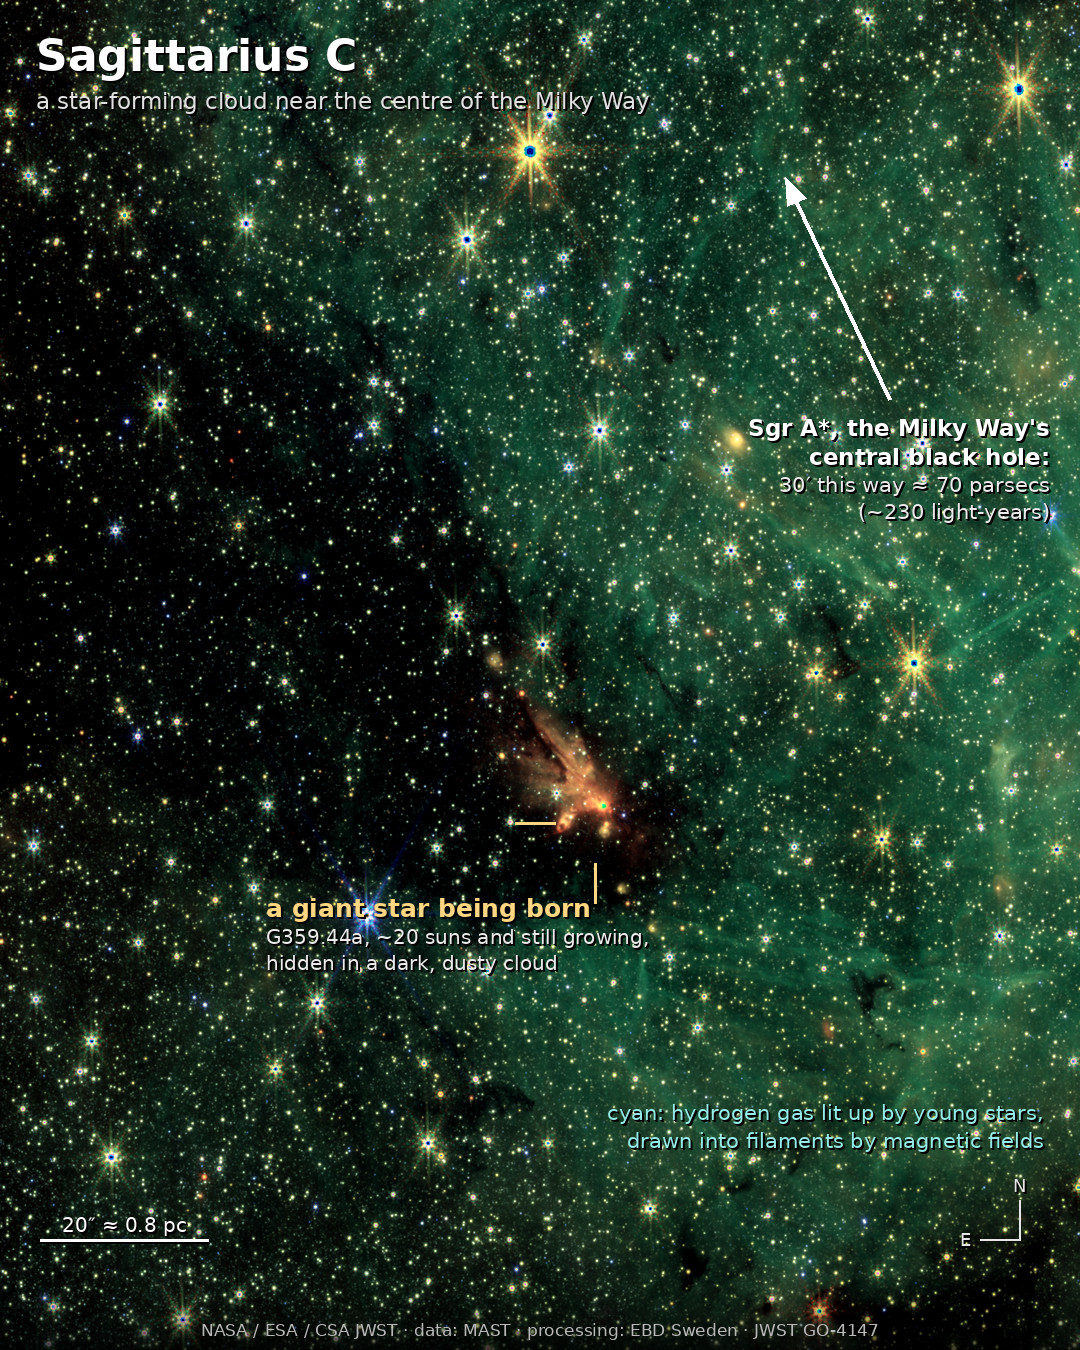 Sagittarius C
a star-forming cloud near the centre of the Milky Way
Sgr A*, the Milky Way's
central black hole:
30′ this way ≈ 70 parsecs
(~230 light-years)
a giant star being born
G359.44a, ~20 suns and still growing,
hidden in a dark, dusty cloud
cyan: hydrogen gas lit up by young stars,
drawn into filaments by magnetic fields
N
E
20″ ≈ 0.8 pc
NASA / ESA / CSA JWST · data: MAST · processing: EBD Sweden · JWST GO-4147